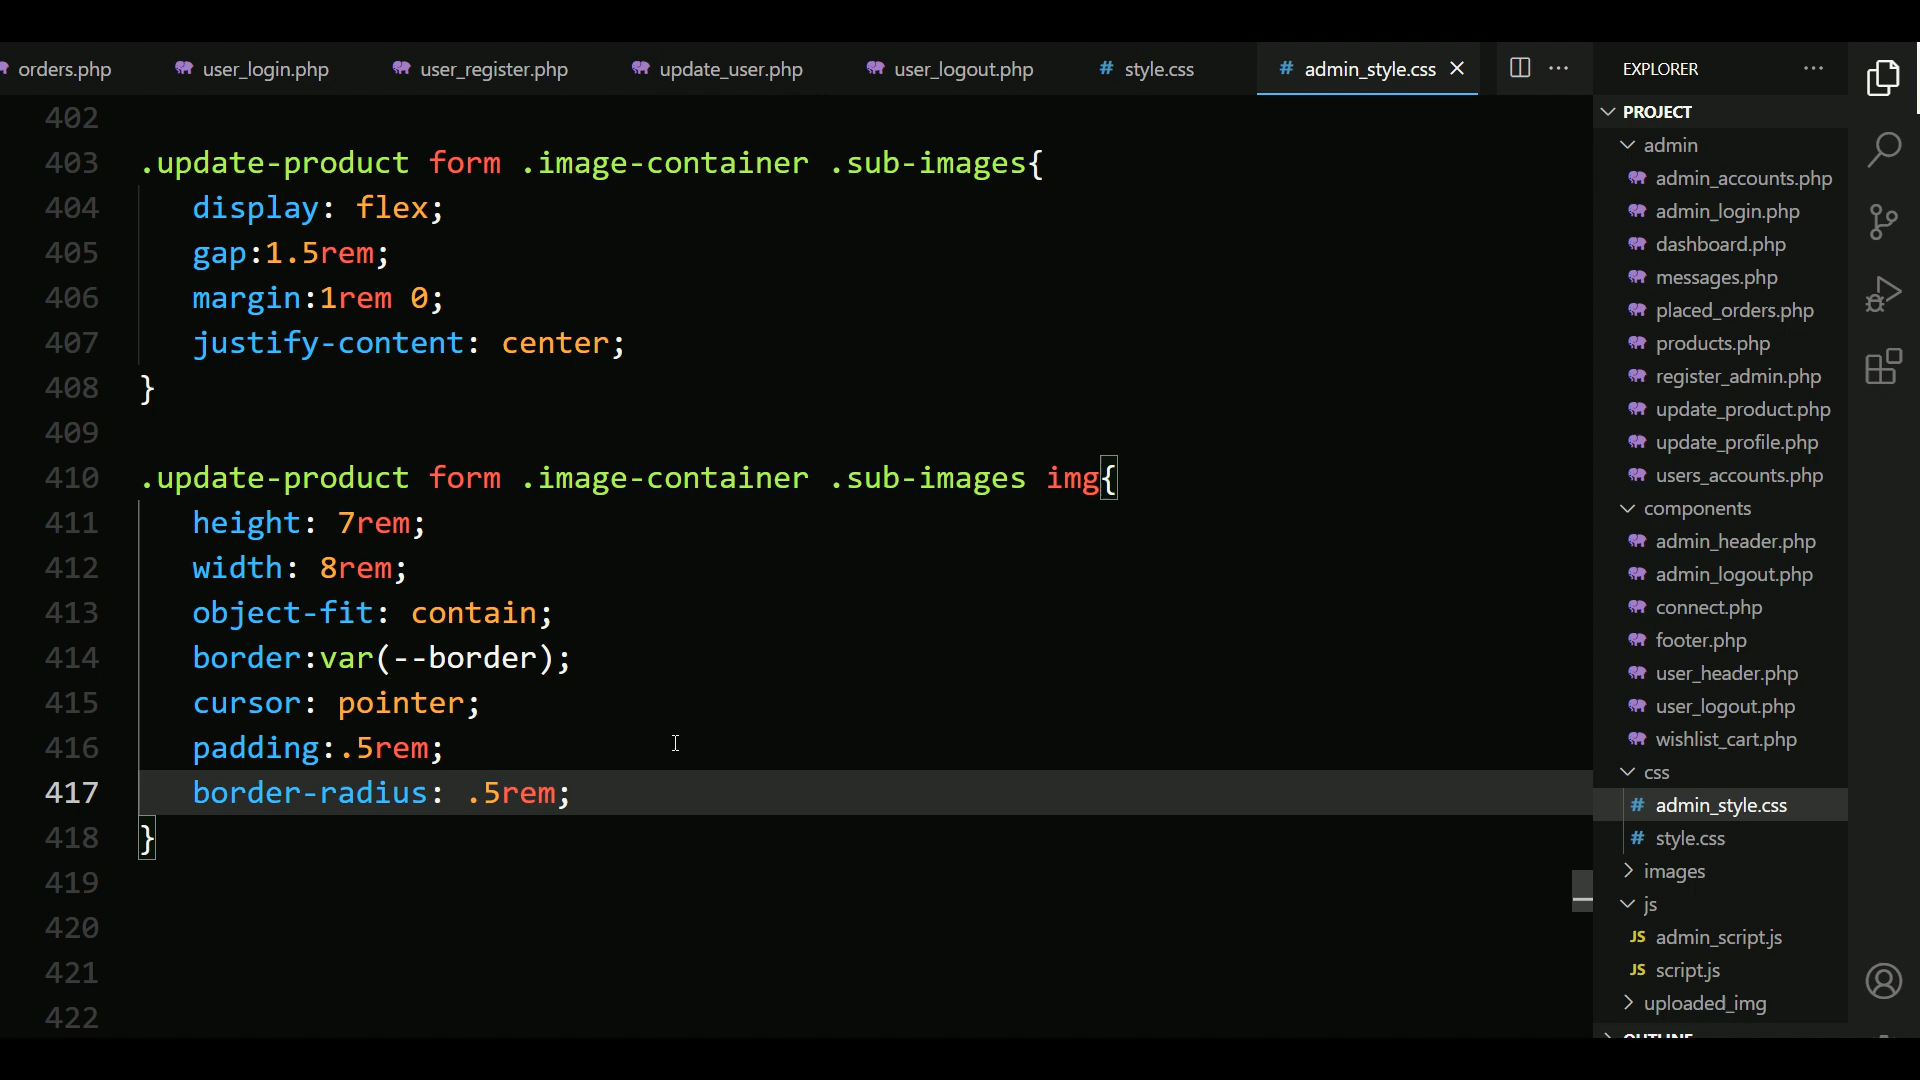 orders.php user_login.php user_register.php update_user.php user_logout.php # style.css # admin_style.css
402
403 .update-product form .image-container .sub-images{
404 display: flex;
405 gap:1.5rem;
406 margin:1rem 0;
407 justify-content: center;
408 }
409
410 .update-product form .image-container .sub-images img{
411 height: 7rem;
412 width: 8rem;
413 object-fit: contain;
414 border:var(--border);
415 cursor: pointer;
416 padding:.5rem;
417 border-radius: .5rem;
418 }
419
420
421
422
EXPLORER
PROJECT
admin
admin_accounts.php
admin_login.php
dashboard.php
messages.php
placed_orders.php
products.php
register_admin.php
update_product.php
update_profile.php
users_accounts.php
components
admin_header.php
admin_logout.php
connect.php
footer.php
user_header.php
user_logout.php
wishlist_cart.php
css
# admin_style.css
# style.css
images
js
JS admin_script.js
JS script.js
uploaded_img
OUTLINE